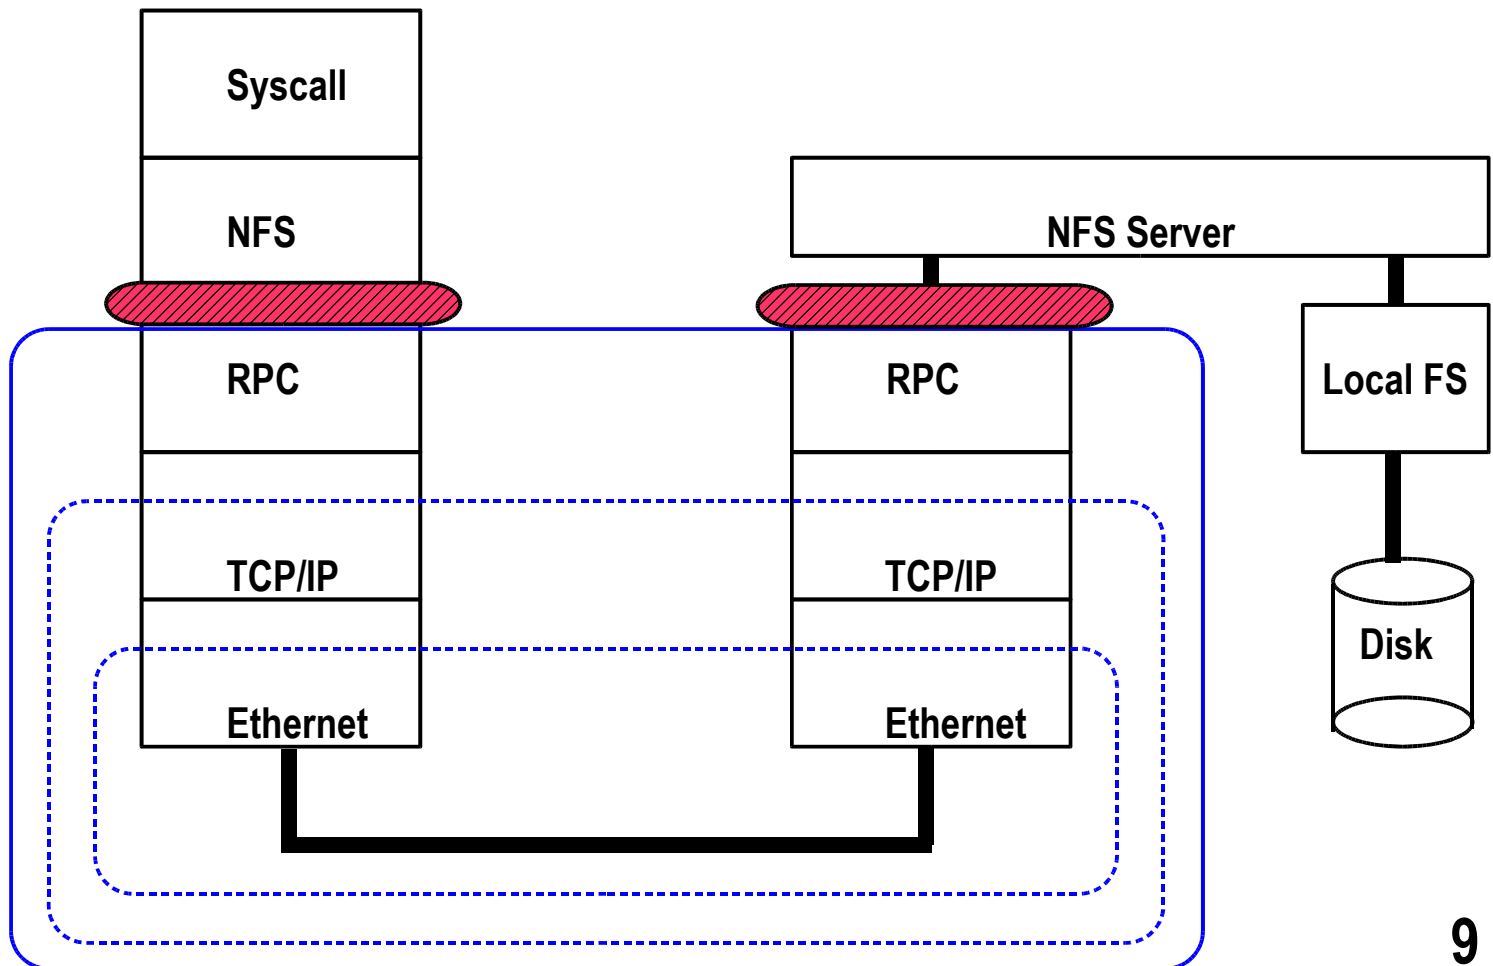 Syscall
NFS
NFS Server
RPC
RPC
Local FS
TCP/IP
TCP/IP
Disk
Ethernet
Ethernet
9